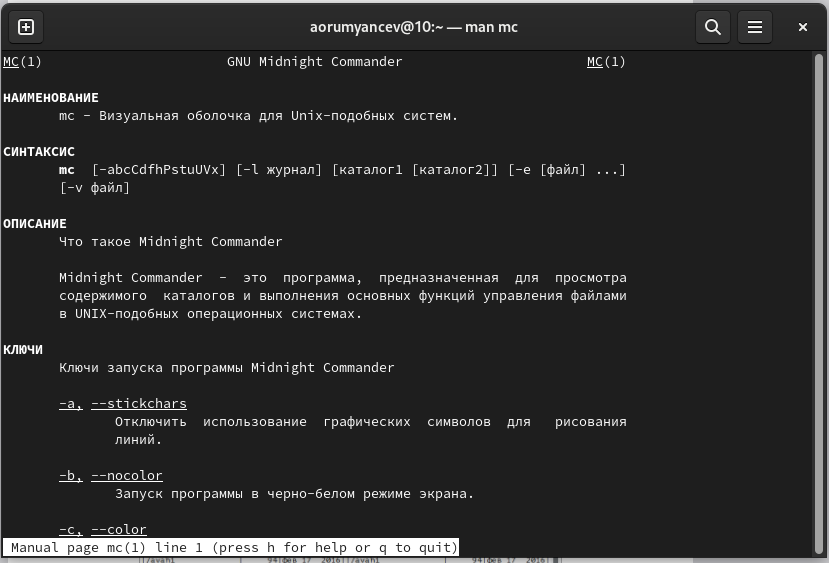 aorumyancev@10:~ — man mc
MC(1) GNU Midnight Commander MC(1)
НАИМЕНОВАНИЕ
mc - Визуальная оболочка для Unix-подобных систем.
СИНТАКСИС
mc [-abcCdfhPstuUVx] [-l журнал] [каталог1 [каталог2]] [-e [файл] ...]
[-v файл]
ОПИСАНИЕ
Что такое Midnight Commander
Midnight Commander - это программа, предназначенная для просмотра
содержимого каталогов и выполнения основных функций управления файлами
в UNIX-подобных операционных системах.
КЛЮЧИ
Ключи запуска программы Midnight Commander
-a, --stickchars
Отключить использование графических символов для рисования
линий.
-b, --nocolor
Запуск программы в черно-белом режиме экрана.
-c, --color
Manual page mc(1) line 1 (press h for help or q to quit)